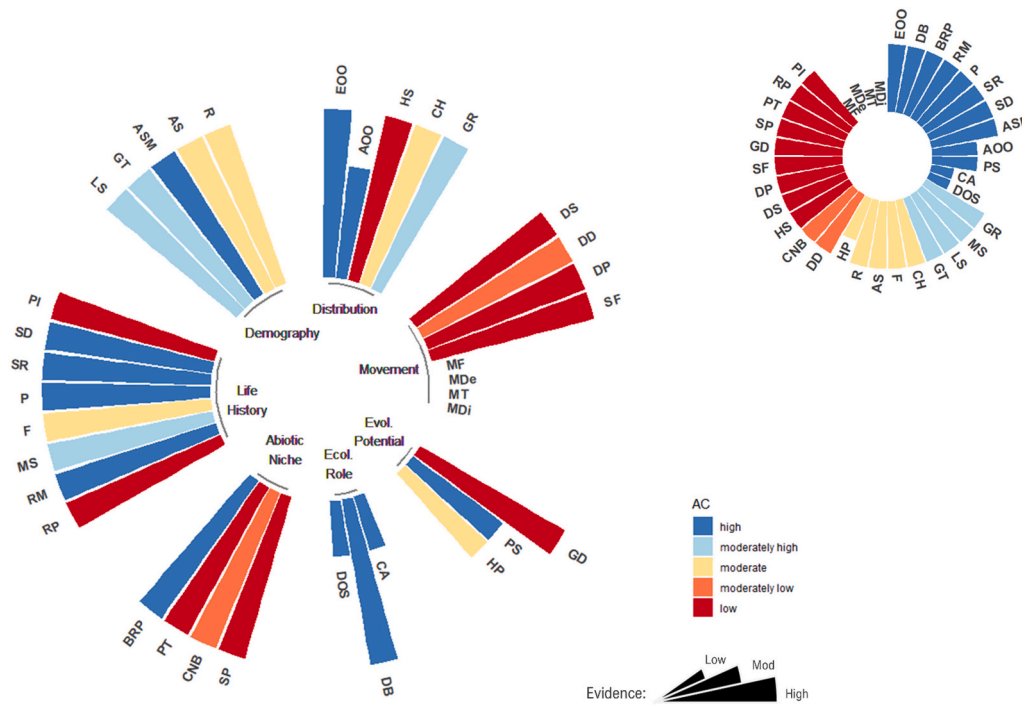 EOO
AOO
HS
CH
GR
R
AS
ASM
GT
LS
DS
DD
DP
SF
MF
MDe
MT
MDi
Distribution
Demography
Movement
Life
History
Abiotic
Niche
Ecol.
Role
Evol.
Potential
PI
SD
SR
P
F
MS
RM
RP
BRP
PT
CNB
SP
DOS
DB
CA
HP
PS
GD
EOO
DB
BRP
RM
P
SR
SD
ASM
AOO
PS
CA
DOS
GR
MS
LS
GT
CH
F
AS
R
HP
DD
CNB
HS
DS
DP
SF
GD
SP
PT
RP
PI
MF
MDe
MT
MDi
AC
high
moderately high
moderate
moderately low
low
Evidence:
Low
Mod
High